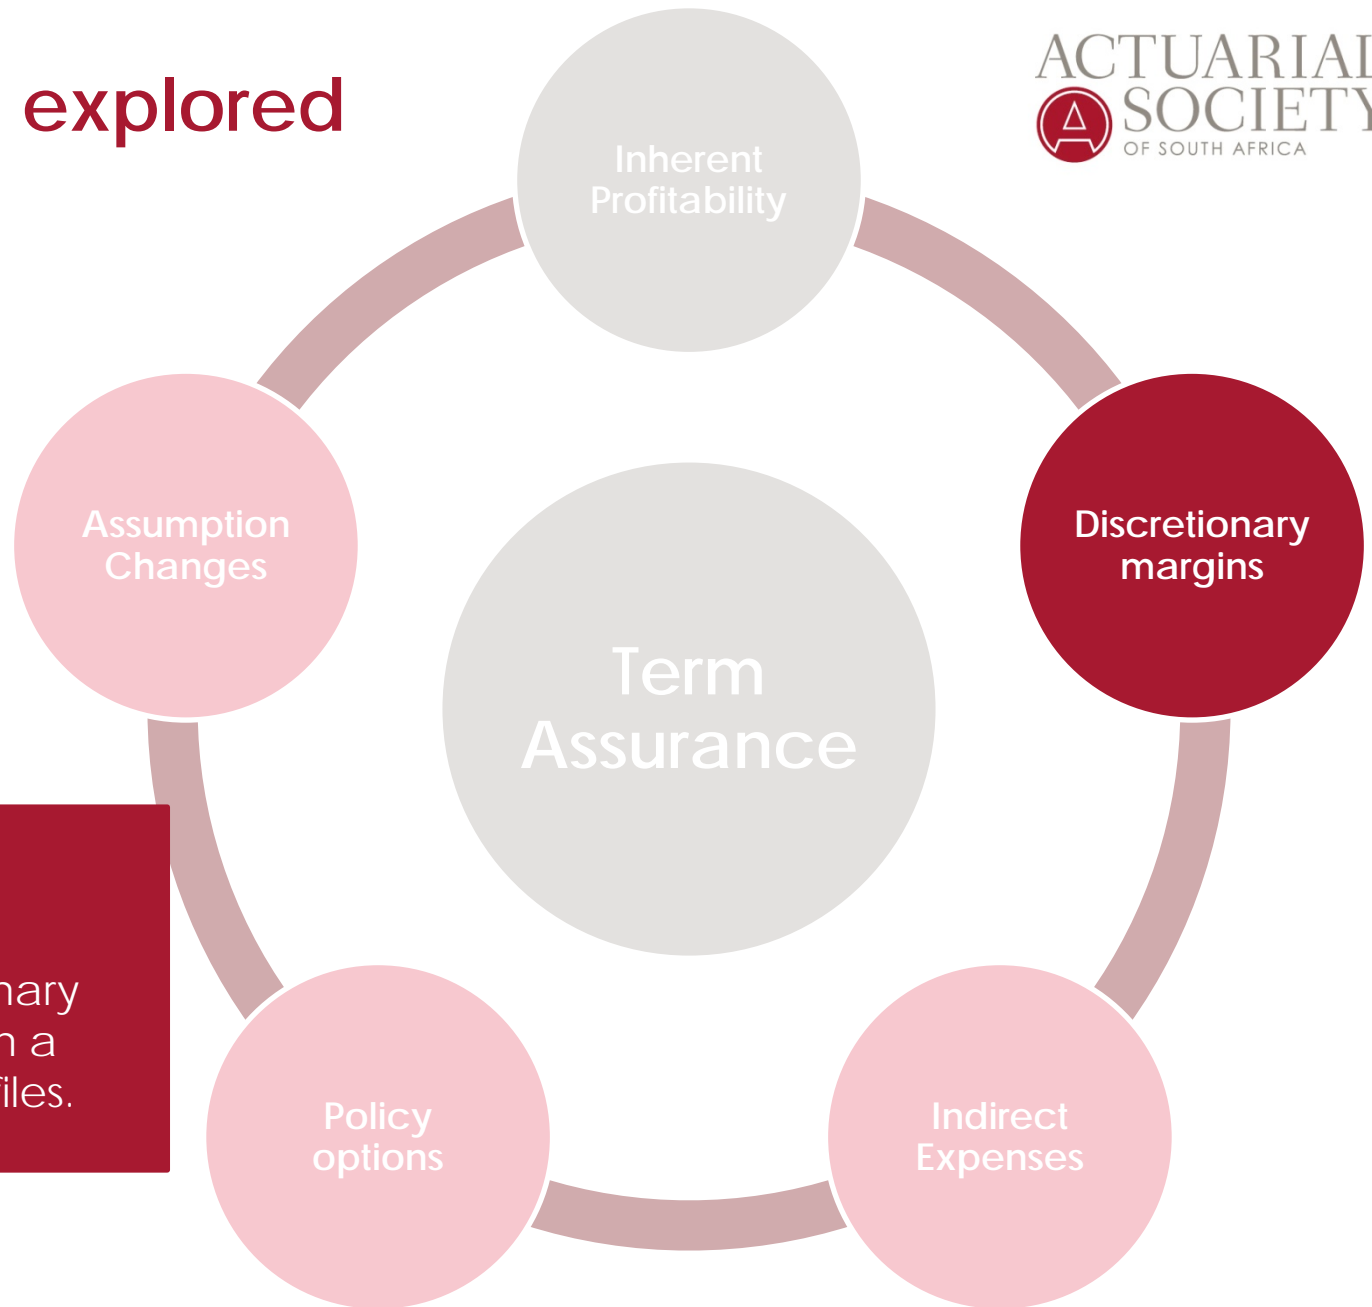 explored
ACTUARIAL
SOCIETY
OF SOUTH AFRICA
Inherent
Profitability
Assumption
Changes
Discretionary
margins
Term
Assurance
Policy
options
Indirect
Expenses
nary
a
files.